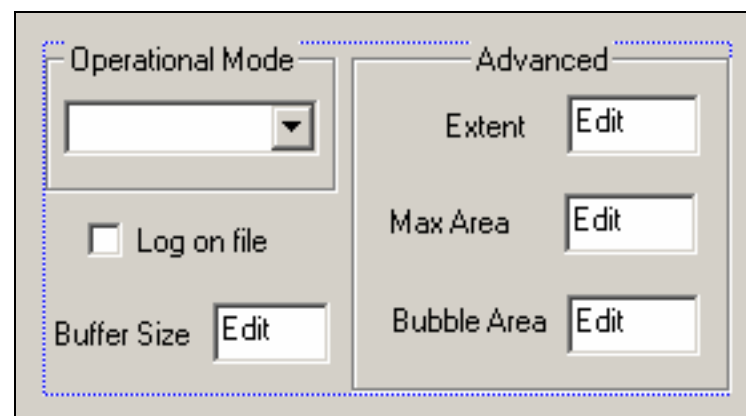 Operational Mode
Log on file
Buffer Size Edit
Advanced
Extent Edit
Max Area Edit
Bubble Area Edit